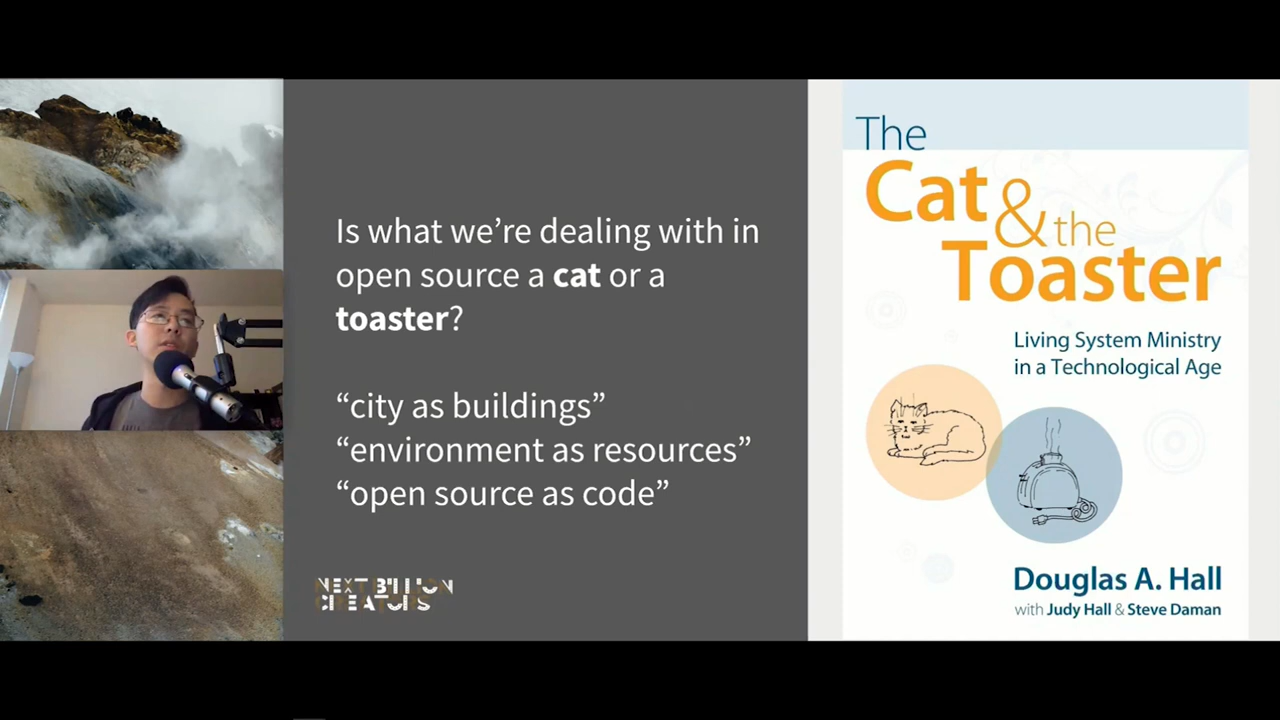 Is what we’re dealing with in
open source a cat or a
toaster?
“city as buildings”
“environment as resources”
“open source as code”
NEXT BILLION
CREATORS
The
Cat & the
Toaster
Living System Ministry
in a Technological Age
Douglas A. Hall
with Judy Hall & Steve Daman